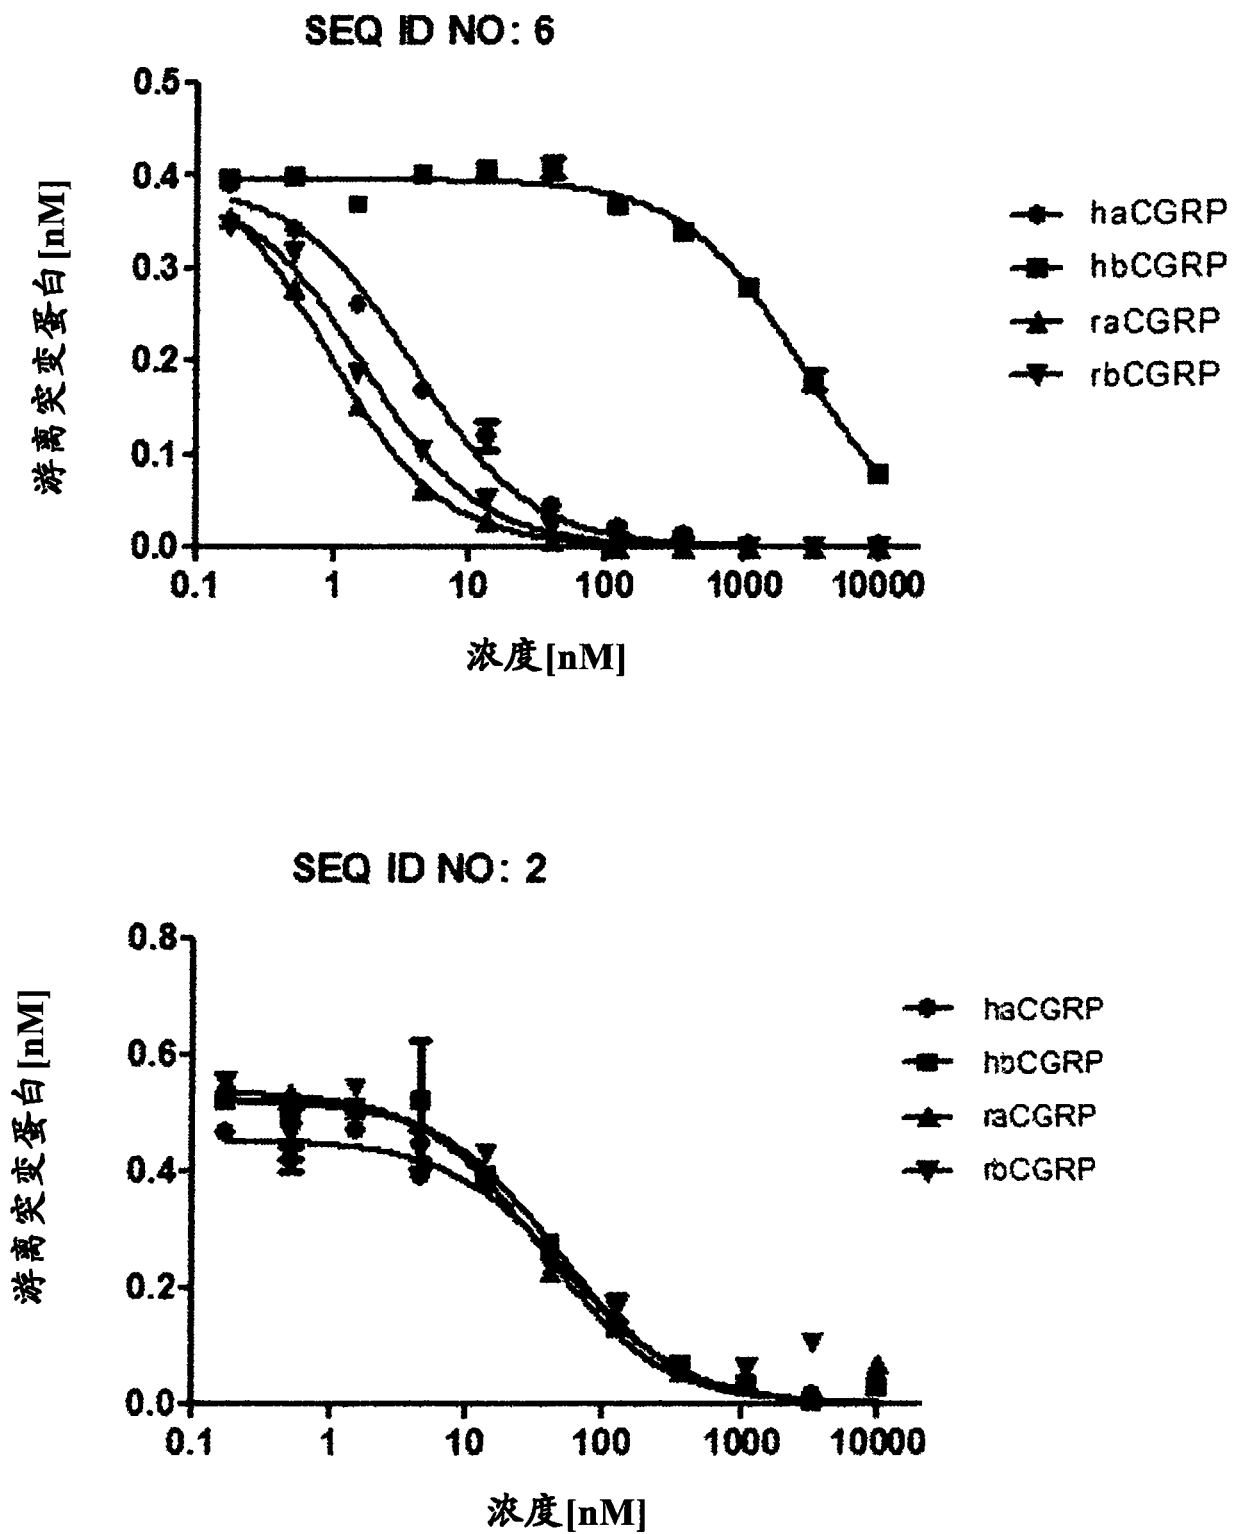 SEQ ID NO: 6
0.5
0.4
0.3
0.2
0.1
0.0
游离突变蛋白[nM]
0.1 1 10 100 1000 10000
浓度[nM]
haCGRP
hbCGRP
raCGRP
rbCGRP
SEQ ID NO: 2
0.8
0.6
0.4
0.2
0.0
游离突变蛋白[nM]
0.1 1 10 100 1000 10000
浓度[nM]
haCGRP
hbCGRP
raCGRP
rbCGRP